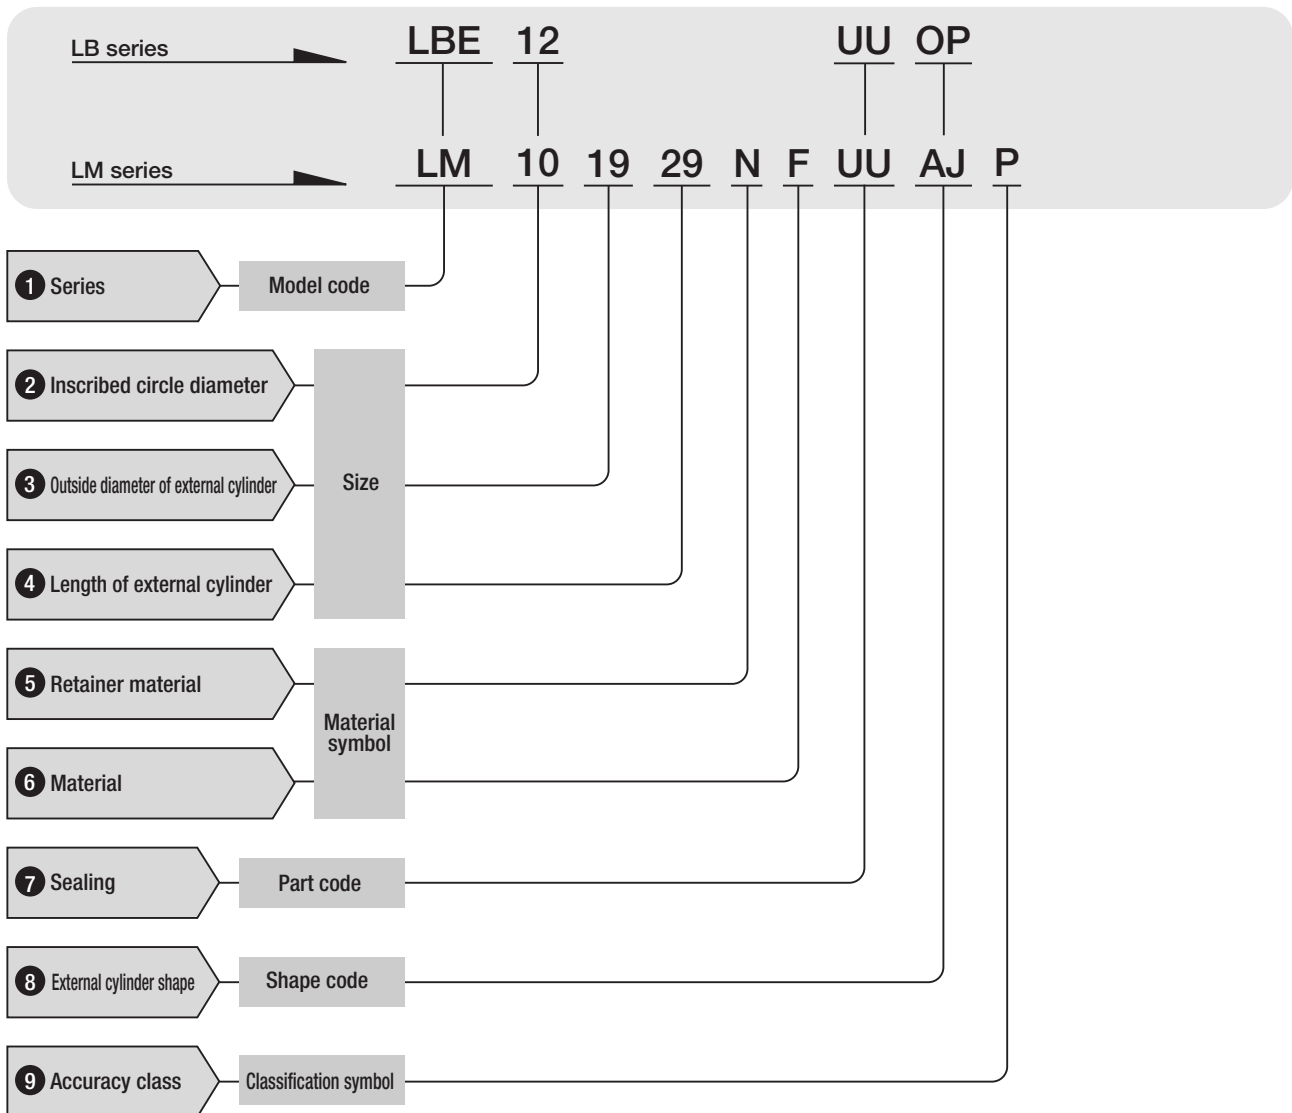 LB series LBE 12 UU OP
LM series LM 10 19 29 N F UU AJ P
1 Series Model code
2 Inscribed circle diameter
3 Outside diameter of external cylinder
Size
4 Length of external cylinder
5 Retainer material
Material
symbol
6 Material
7 Sealing Part code
8 External cylinder shape Shape code
9 Accuracy class Classification symbol